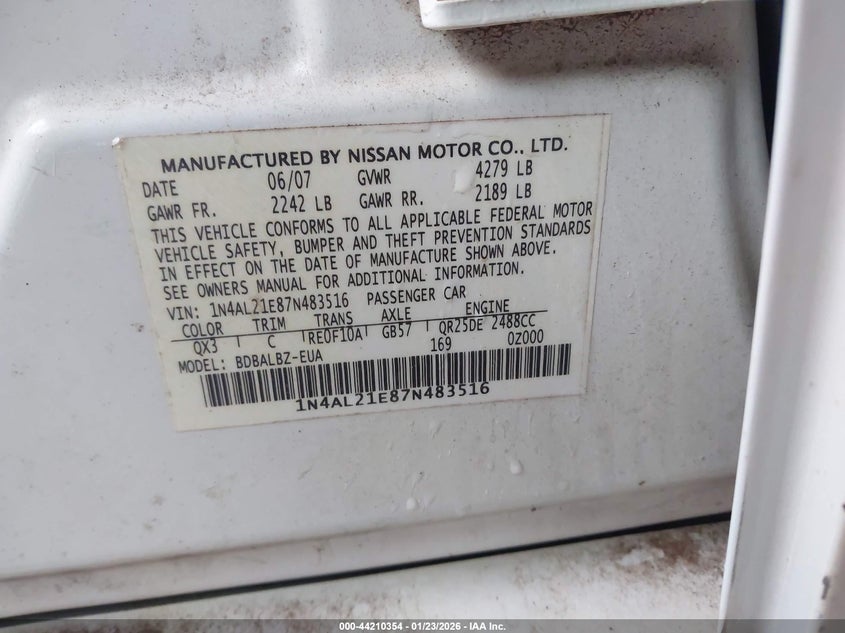 MANUFACTURED BY NISSAN MOTOR CO., LTD.
DATE 06/07 GVWR 4279 LB
GAWR FR. 2242 LB GAWR RR. 2189 LB
THIS VEHICLE CONFORMS TO ALL APPLICABLE FEDERAL MOTOR
VEHICLE SAFETY, BUMPER AND THEFT PREVENTION STANDARDS
IN EFFECT ON THE DATE OF MANUFACTURE SHOWN ABOVE.
SEE OWNERS MANUAL FOR ADDITIONAL INFORMATION.
VIN: 1N4AL21E87N483516 PASSENGER CAR
COLOR TRIM TRANS AXLE ENGINE
QX3 C RE0F10A GB57 QR25DE 2488CC
MODEL: BDBALBZ-EUA 169 0Z000
1N4AL21E87N483516
000-44210354 - 01/23/2026 - IAA Inc.